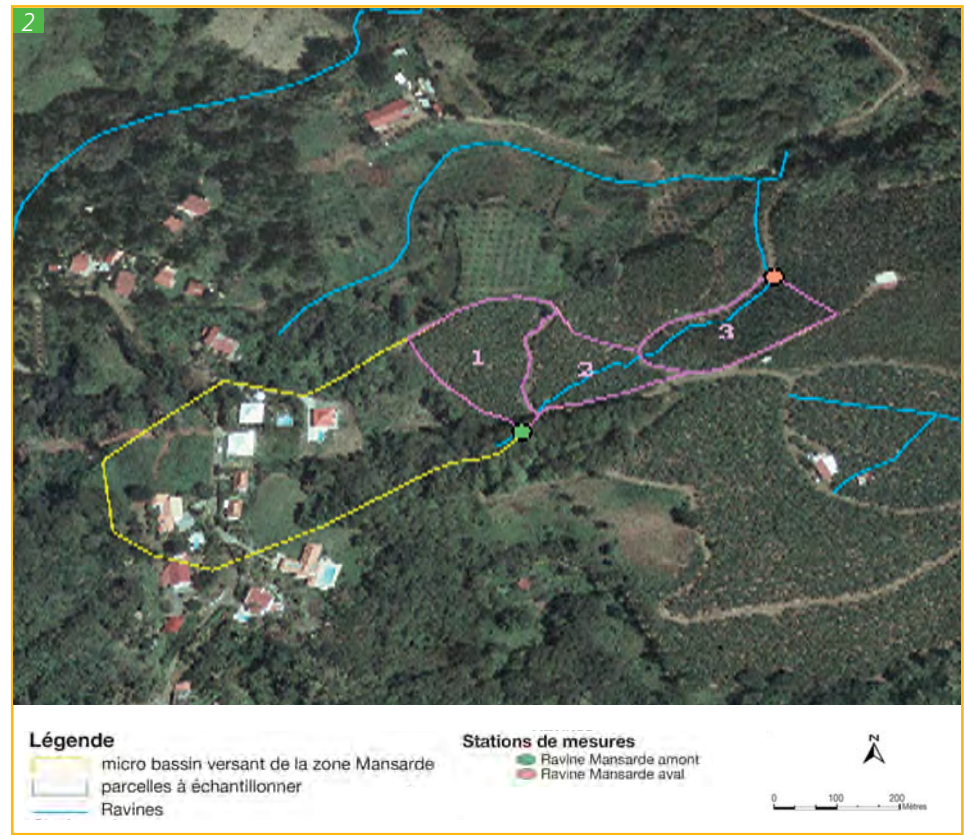 2
1
2
3
Légende
micro bassin versant de la zone Mansarde
parcelles à échantillonner
Ravines
Stations de mesures
Ravine Mansarde amont
Ravine Mansarde aval
N
0 100 200
Mètres